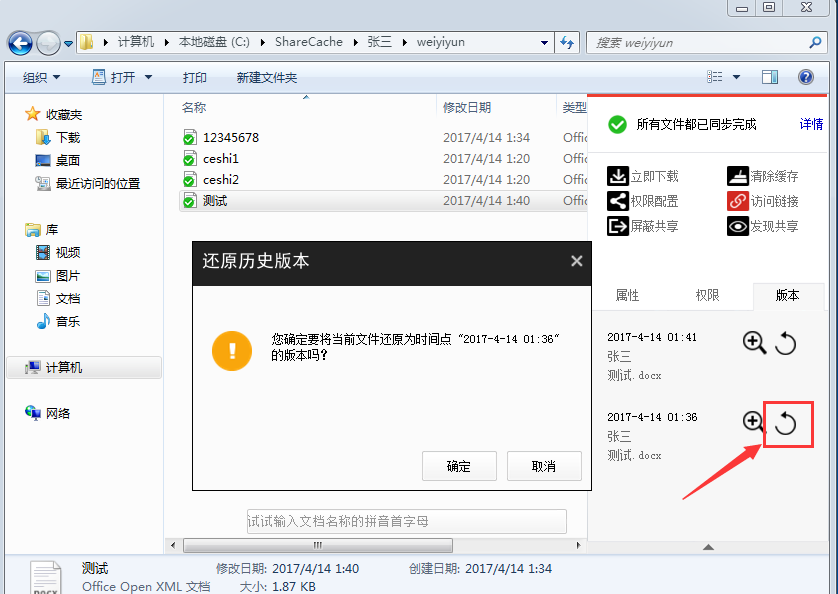 计算机 本地磁盘 (C:) ShareCache 张三 weiyiyun 搜索 weiyiyun
组织 打开 打印 新建文件夹
收藏夹
下载
桌面
最近访问的位置
库
视频
图片
文档
音乐
计算机
网络
名称 修改日期 类型
12345678 2017/4/14 1:34 Offic
ceshi1 2017/4/14 1:20 Offic
ceshi2 2017/4/14 1:20 Offic
测试 2017/4/14 1:40 Offic
还原历史版本
您确定要将当前文件还原为时间点 “2017-4-14 01:36”
的版本吗?
确定 取消
试试输入文档名称的拼音首字母
所有文件都已同步完成 详情
立即下载 清除缓存
权限配置 访问链接
屏蔽共享 发现共享
属性 权限 版本
2017-4-14 01:41
张三
测试.docx
2017-4-14 01:36
张三
测试.docx
DOCX
测试 修改日期: 2017/4/14 1:40 创建日期: 2017/4/14 1:34
Office Open XML 文档 大小: 1.87 KB